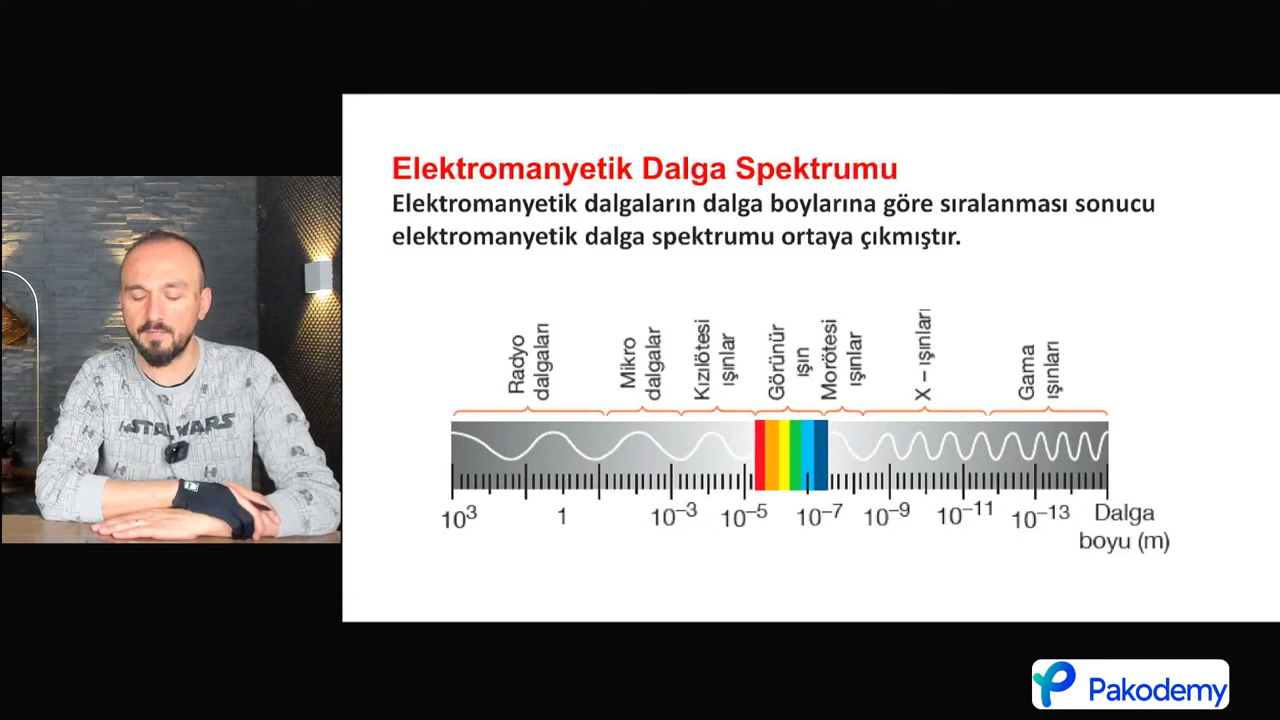 Elektromanyetik Dalga Spektrumu
Elektromanyetik dalgaların dalga boylarına göre sıralanması sonucu
elektromanyetik dalga spektrumu ortaya çıkmıştır.
Radyo
dalgaları
Mikro
dalgalar
Kızılötesi
ışınlar
Görünür
ışın
Morötesi
ışınlar
X – ışınları
Gama
ışınları
10³ 1 10⁻³ 10⁻⁵ 10⁻⁷ 10⁻⁹ 10⁻¹¹ 10⁻¹³ Dalga
boyu (m)
STAR WARS
Pakodemy